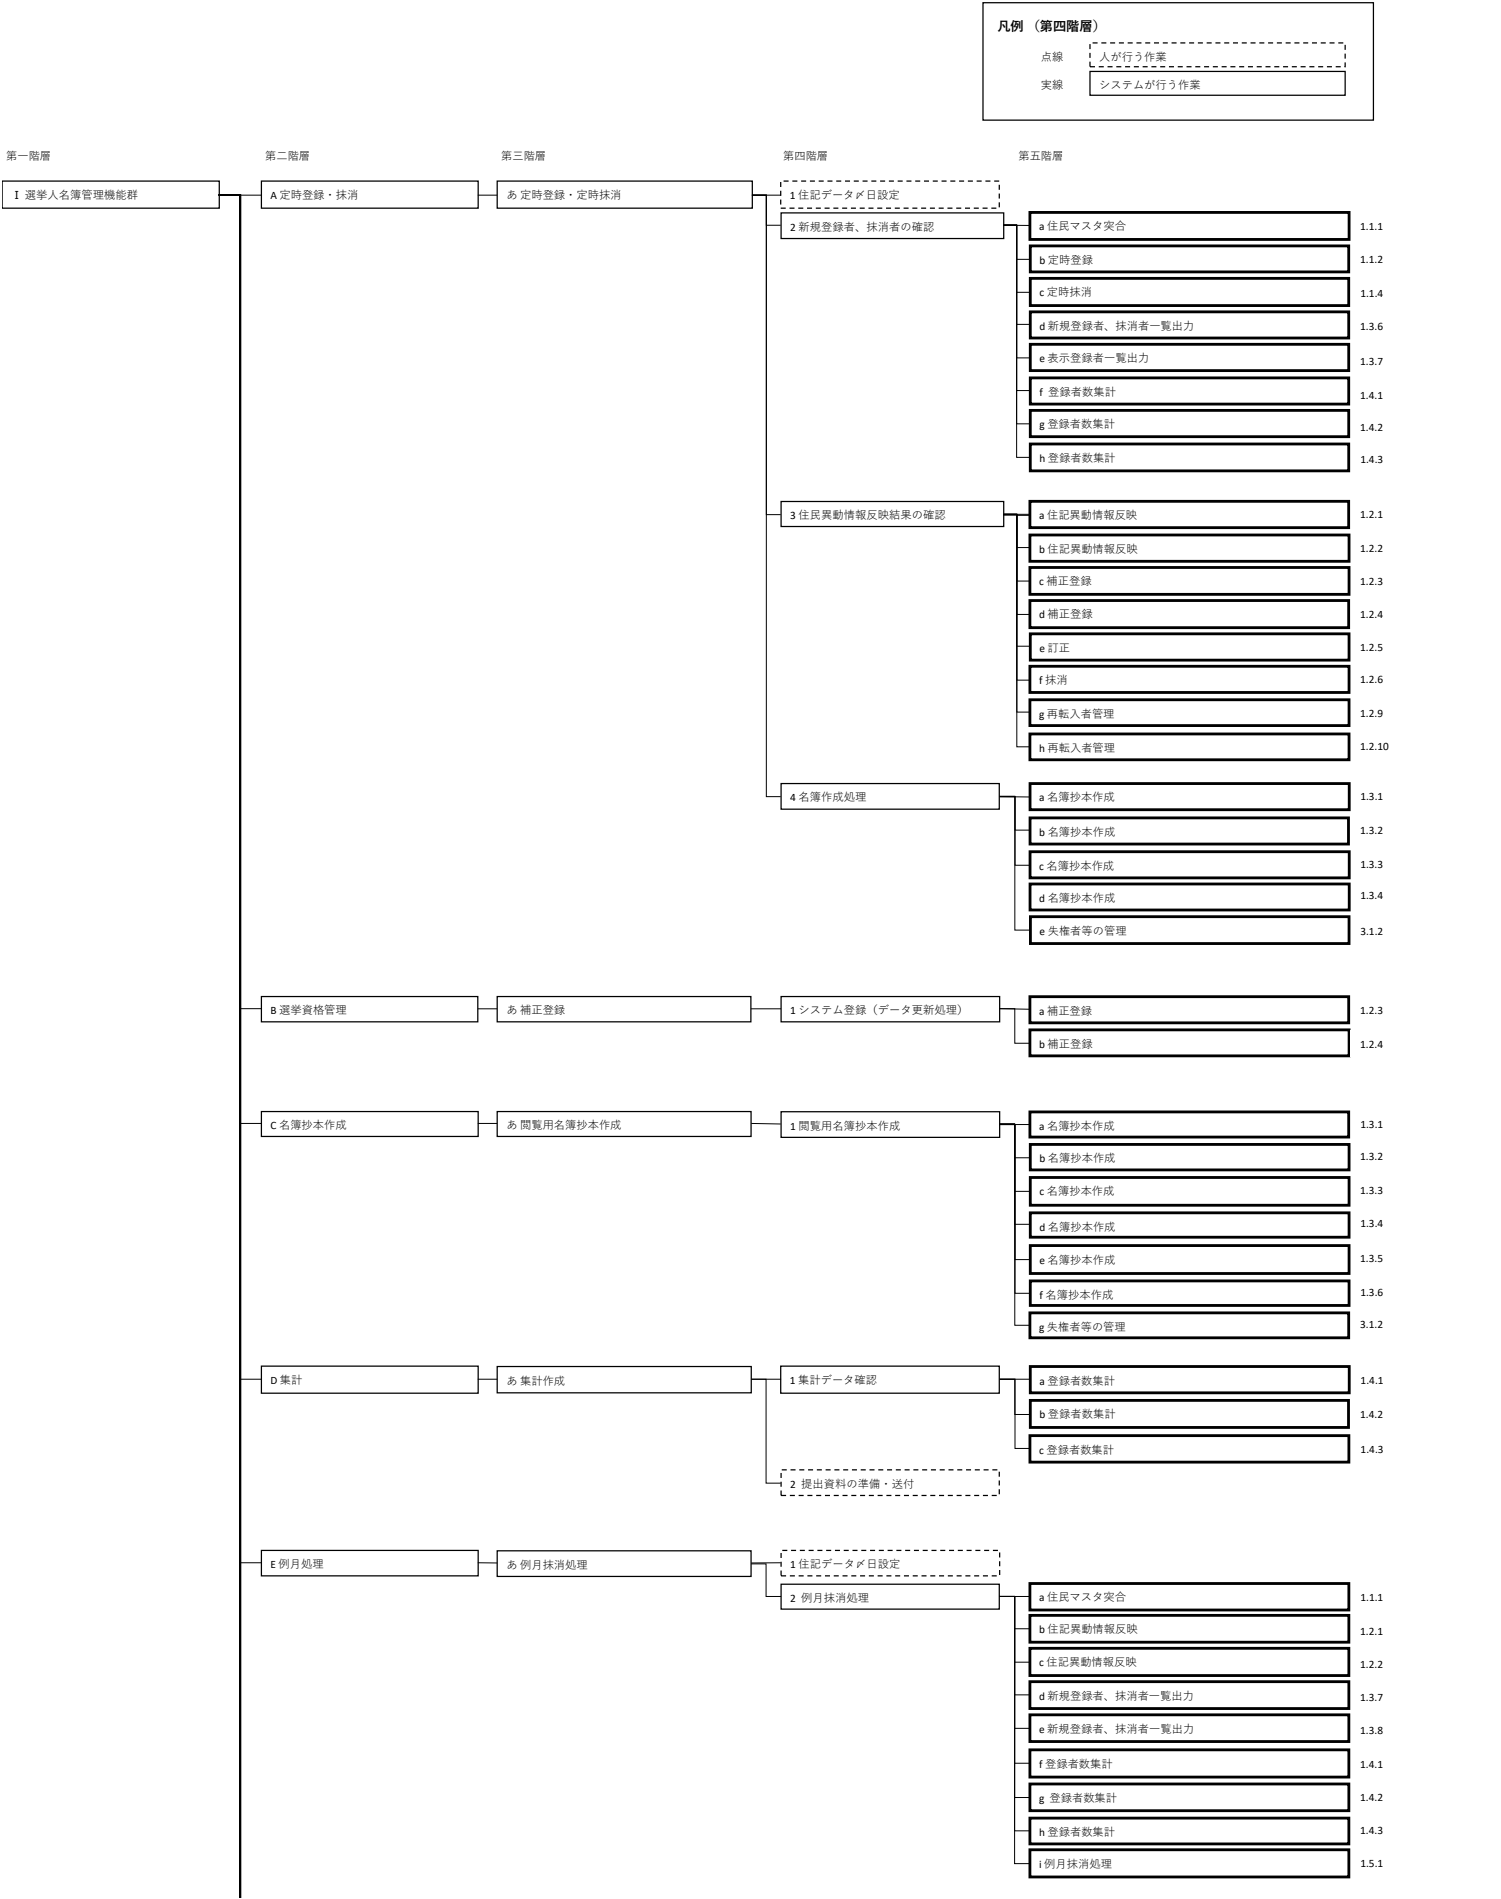 凡例 （第四階層）
点線 人が行う作業
実線 システムが行う作業
第一階層 第二階層 第三階層 第四階層 第五階層
Ⅰ 選挙人名簿管理機能群 A 定時登録・抹消 あ 定時登録・定時抹消 1 住記データ〆日設定
2 新規登録者、抹消者の確認 a 住民マスタ突合 1.1.1
b 定時登録 1.1.2
c 定時抹消 1.1.4
d 新規登録者、抹消者一覧出力 1.3.6
e 表示登録者一覧出力 1.3.7
f 登録者数集計 1.4.1
g 登録者数集計 1.4.2
h 登録者数集計 1.4.3
3 住民異動情報反映結果の確認 a 住記異動情報反映 1.2.1
b 住記異動情報反映 1.2.2
c 補正登録 1.2.3
d 補正登録 1.2.4
e 訂正 1.2.5
f 抹消 1.2.6
g 再転入者管理 1.2.9
h 再転入者管理 1.2.10
4 名簿作成処理 a 名簿抄本作成 1.3.1
b 名簿抄本作成 1.3.2
c 名簿抄本作成 1.3.3
d 名簿抄本作成 1.3.4
e 失権者等の管理 3.1.2
B 選挙資格管理 あ 補正登録 1 システム登録（データ更新処理） a 補正登録 1.2.3
b 補正登録 1.2.4
C 名簿抄本作成 あ 閲覧用名簿抄本作成 1 閲覧用名簿抄本作成 a 名簿抄本作成 1.3.1
b 名簿抄本作成 1.3.2
c 名簿抄本作成 1.3.3
d 名簿抄本作成 1.3.4
e 名簿抄本作成 1.3.5
f 名簿抄本作成 1.3.6
g 失権者等の管理 3.1.2
D 集計 あ 集計作成 1 集計データ確認 a 登録者数集計 1.4.1
b 登録者数集計 1.4.2
c 登録者数集計 1.4.3
2 提出資料の準備・送付
E 例月処理 あ 例月抹消処理 1 住記データ〆日設定
2 例月抹消処理 a 住民マスタ突合 1.1.1
b 住記異動情報反映 1.2.1
c 住記異動情報反映 1.2.2
d 新規登録者、抹消者一覧出力 1.3.7
e 新規登録者、抹消者一覧出力 1.3.8
f 登録者数集計 1.4.1
g 登録者数集計 1.4.2
h 登録者数集計 1.4.3
i 例月抹消処理 1.5.1